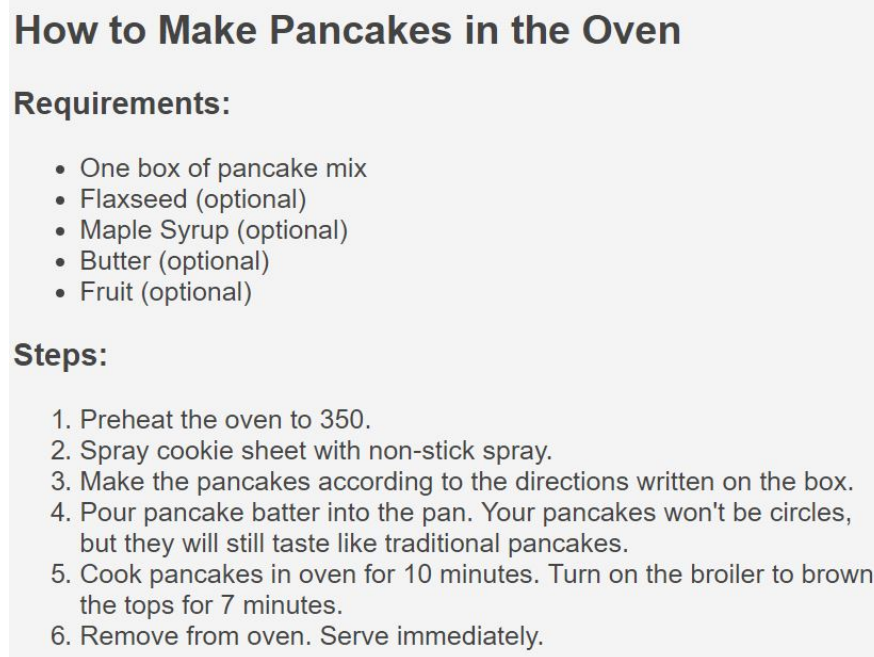 How to Make Pancakes in the Oven
Requirements:
• One box of pancake mix
• Flaxseed (optional)
• Maple Syrup (optional)
• Butter (optional)
• Fruit (optional)
Steps:
1. Preheat the oven to 350.
2. Spray cookie sheet with non-stick spray.
3. Make the pancakes according to the directions written on the box.
4. Pour pancake batter into the pan. Your pancakes won't be circles,
but they will still taste like traditional pancakes.
5. Cook pancakes in oven for 10 minutes. Turn on the broiler to brown
the tops for 7 minutes.
6. Remove from oven. Serve immediately.